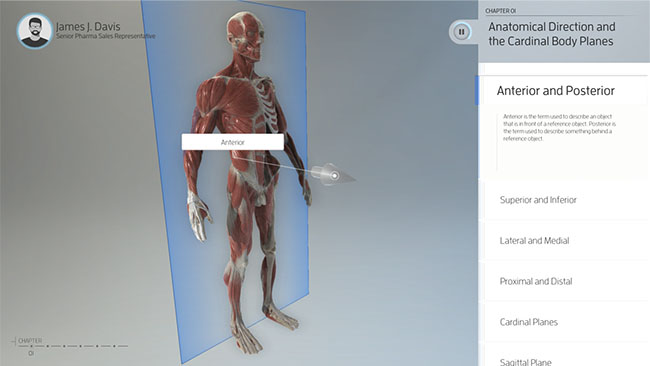 James J. Davis
Senior Pharma Sales Representative
CHAPTER 01
Anatomical Direction and
the Cardinal Body Planes
Anterior and Posterior
Anterior is the term used to describe an object
that is in front of a reference object. Posterior is
the term used to describe something behind a
reference object.
Anterior
Superior and Inferior
Lateral and Medial
Proximal and Distal
Cardinal Planes
Sagittal Plane
CHAPTER
01